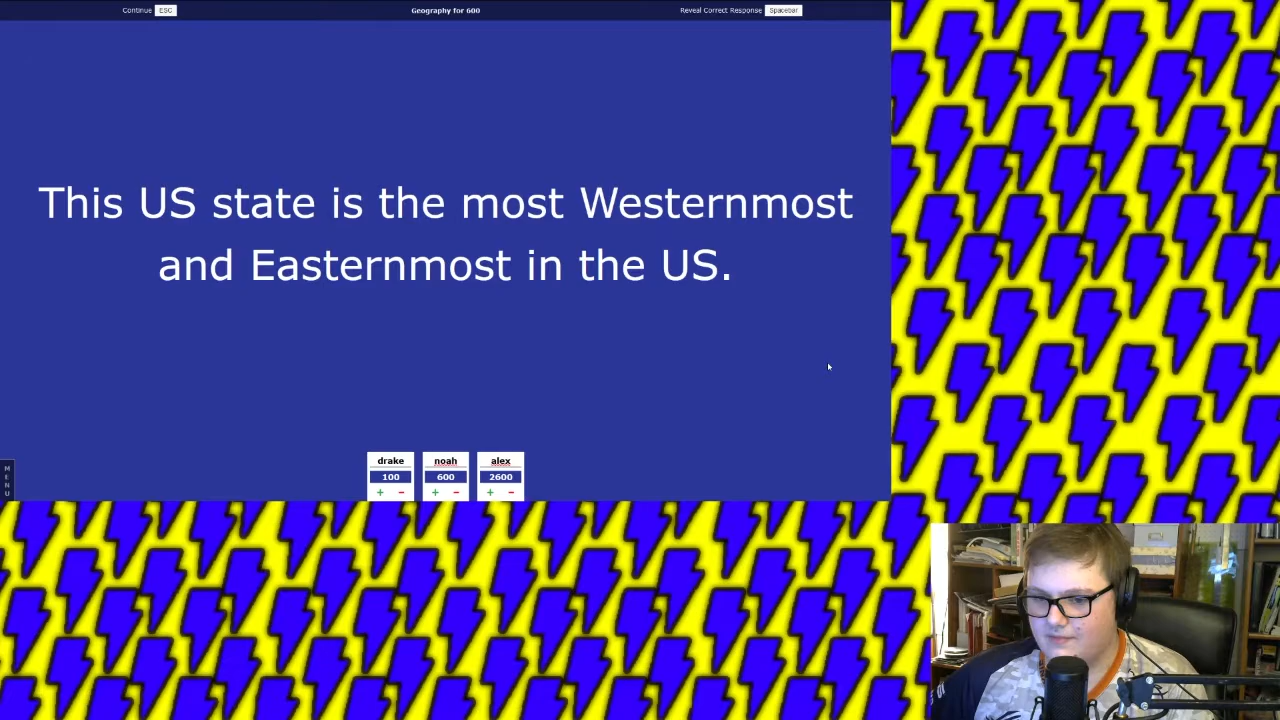 Continue ESC
Geography for 600
Reveal Correct Response Spacebar
This US state is the most Westernmost
and Easternmost in the US.
MENU
drake noah alex
100 600 2600
+ - + - + -